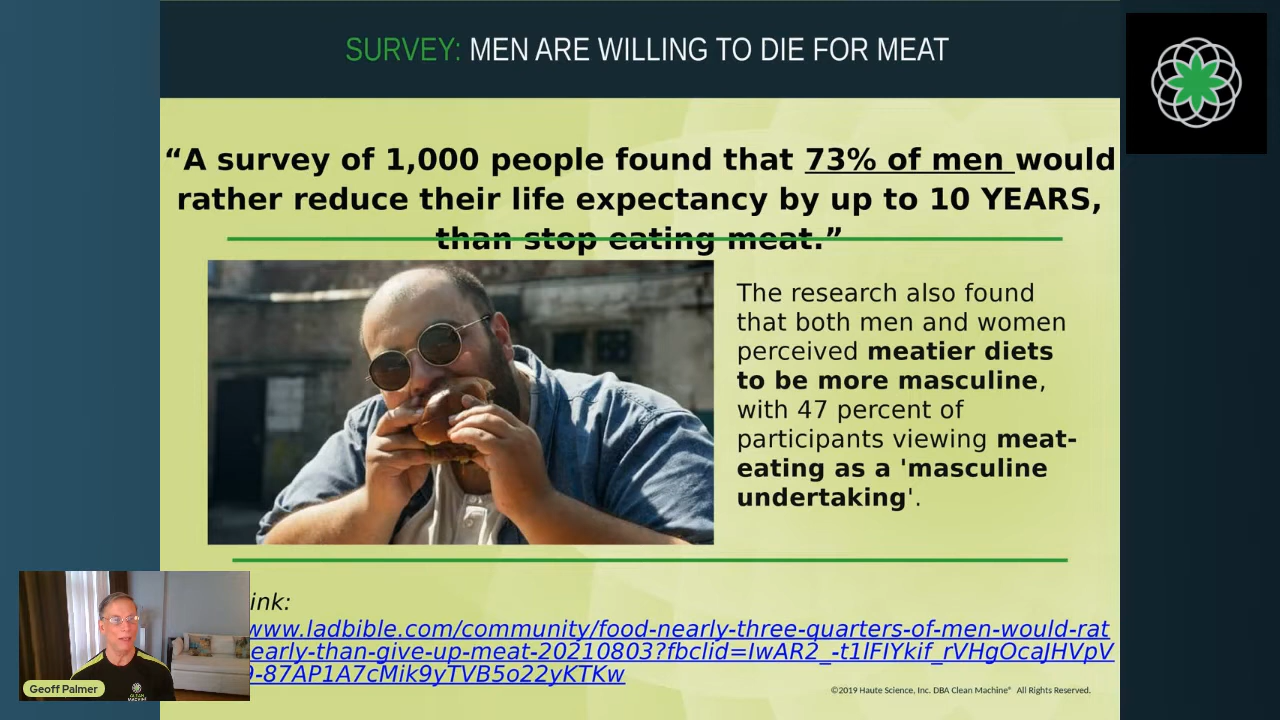 SURVEY: MEN ARE WILLING TO DIE FOR MEAT
“A survey of 1,000 people found that 73% of men would
rather reduce their life expectancy by up to 10 YEARS,
than stop eating meat.”
The research also found
that both men and women
perceived meatier diets
to be more masculine,
with 47 percent of
participants viewing meat-
eating as a 'masculine
undertaking'.
ink:
www.ladbible.com/community/food-nearly-three-quarters-of-men-would-rat
early-than-give-up-meat-20210803?fbclid=IwAR2_-t1lFIYkif_rVHgOcaJHVpV
-87AP1A7cMik9yTVB5o22yKTKw
©2019 Haute Science, Inc. DBA Clean Machine® All Rights Reserved.
Geoff Palmer
CLEAN
MACHINE